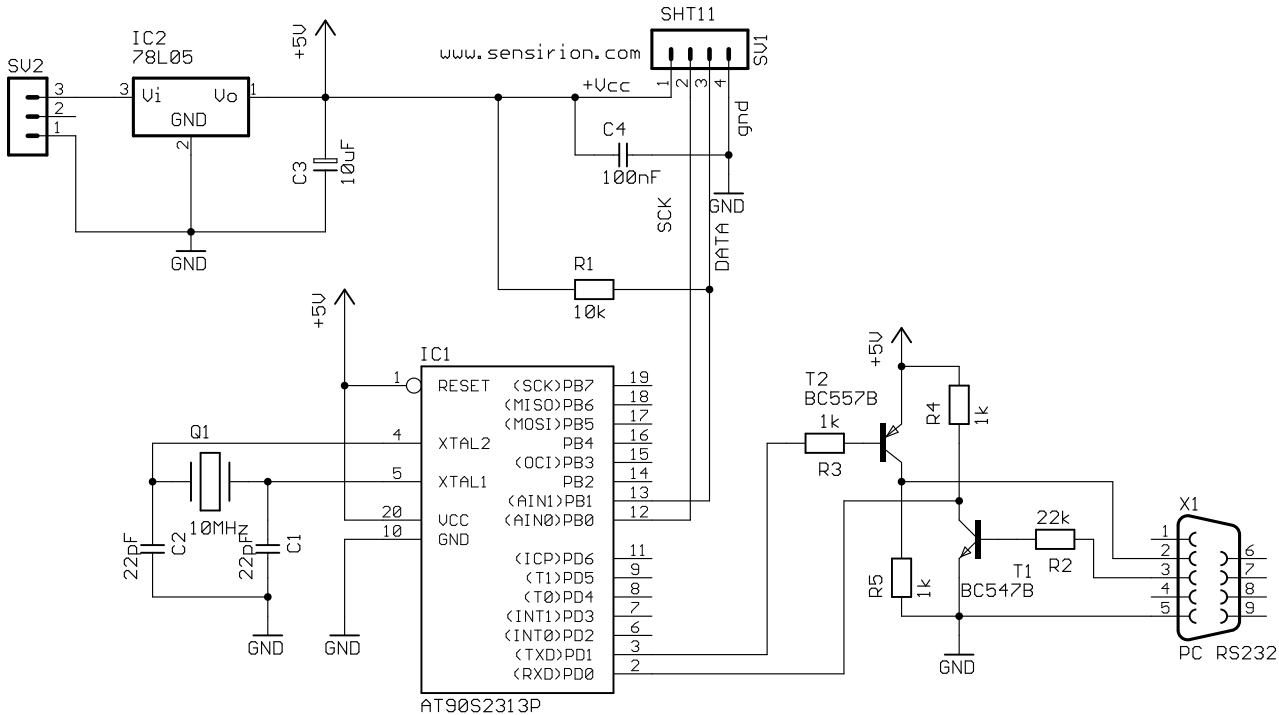 SHT11
www.sensirion.com
SV1
1
2
3
4
+5V
IC2
78L05
SV2
3
2
1
3
Vi
Vo
1
GND
2
+Vcc
gnd
C4
100nF
C3
10uF
GND
GND
SCK
DATA
R1
10k
+5V
IC1
1
RESET
4
XTAL2
5
XTAL1
20
VCC
10
GND
(SCK)PB7
19
(MISO)PB6
18
(MOSI)PB5
17
PB4
16
(OCI)PB3
15
PB2
14
(AIN1)PB1
13
(AIN0)PB0
12
(ICP)PD6
11
(T1)PD5
9
(T0)PD4
8
(INT1)PD3
7
(INT0)PD2
6
(TXD)PD1
3
(RXD)PD0
2
AT90S2313P
Q1
10MHz
22pF
C2
22pF
C1
GND
GND
+5V
T2
BC557B
1k
R3
R4
1k
R5
1k
T1
BC547B
22k
R2
GND
X1
1
2
3
4
5
6
7
8
9
PC RS232